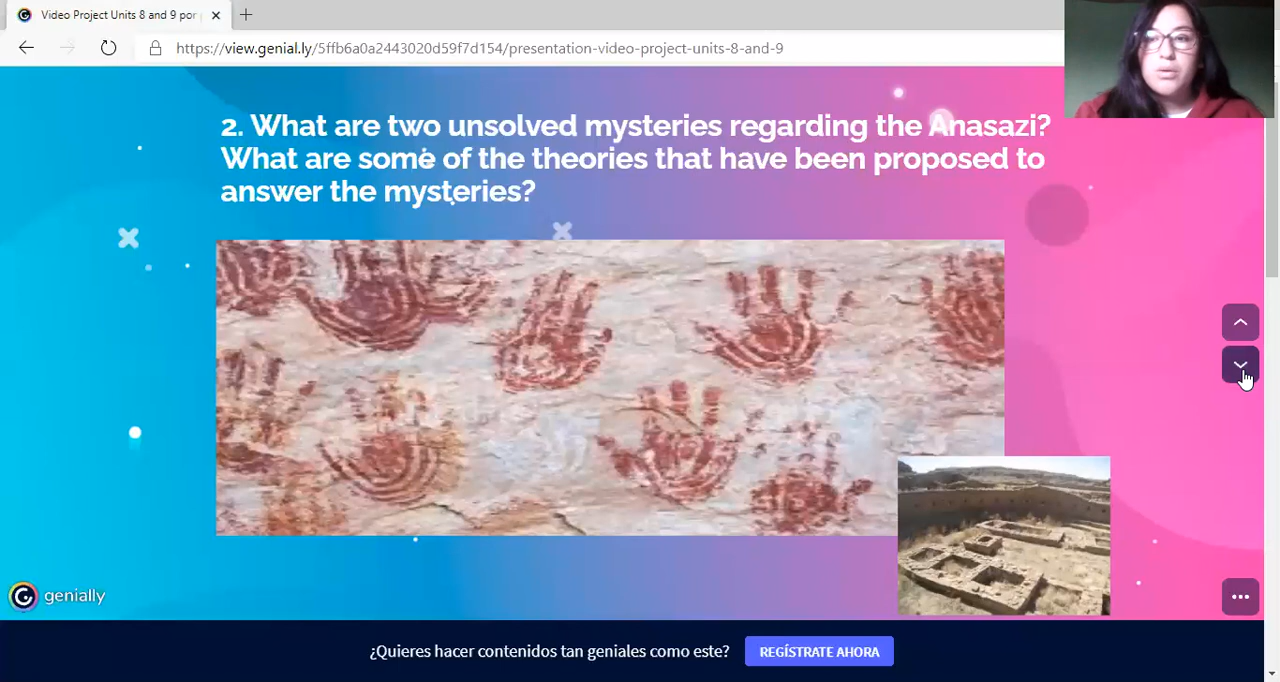 Video Project Units 8 and 9 por
https://view.genial.ly/5ffb6a0a2443020d59f7d154/presentation-video-project-units-8-and-9
2. What are two unsolved mysteries regarding the Anasazi?
What are some of the theories that have been proposed to
answer the mysteries?
genially
¿Quieres hacer contenidos tan geniales como este? REGÍSTRATE AHORA